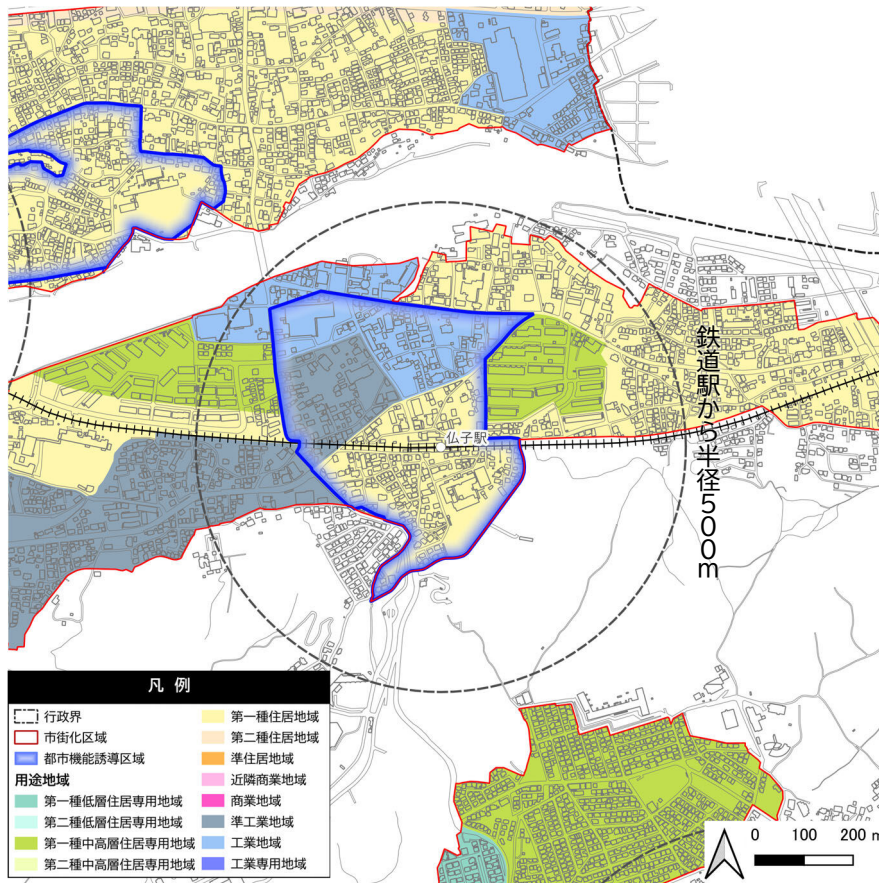 仏子駅
鉄道駅から半径500m
凡 例
行政界
市街化区域
都市機能誘導区域
用途地域
第一種低層住居専用地域
第二種低層住居専用地域
第一種中高層住居専用地域
第二種中高層住居専用地域
第一種住居地域
第二種住居地域
準住居地域
近隣商業地域
商業地域
準工業地域
工業地域
工業専用地域
0 100 200 m